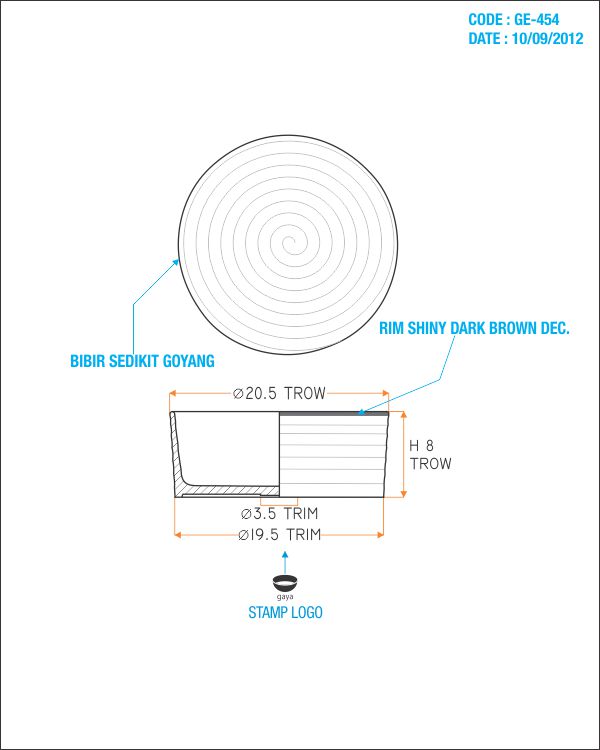 CODE : GE-454
DATE : 10/09/2012
RIM SHINY DARK BROWN DEC.
BIBIR SEDIKIT GOYANG
⌀20.5 TROW
H 8
TROW
⌀3.5 TRIM
⌀19.5 TRIM
gaya
STAMP LOGO